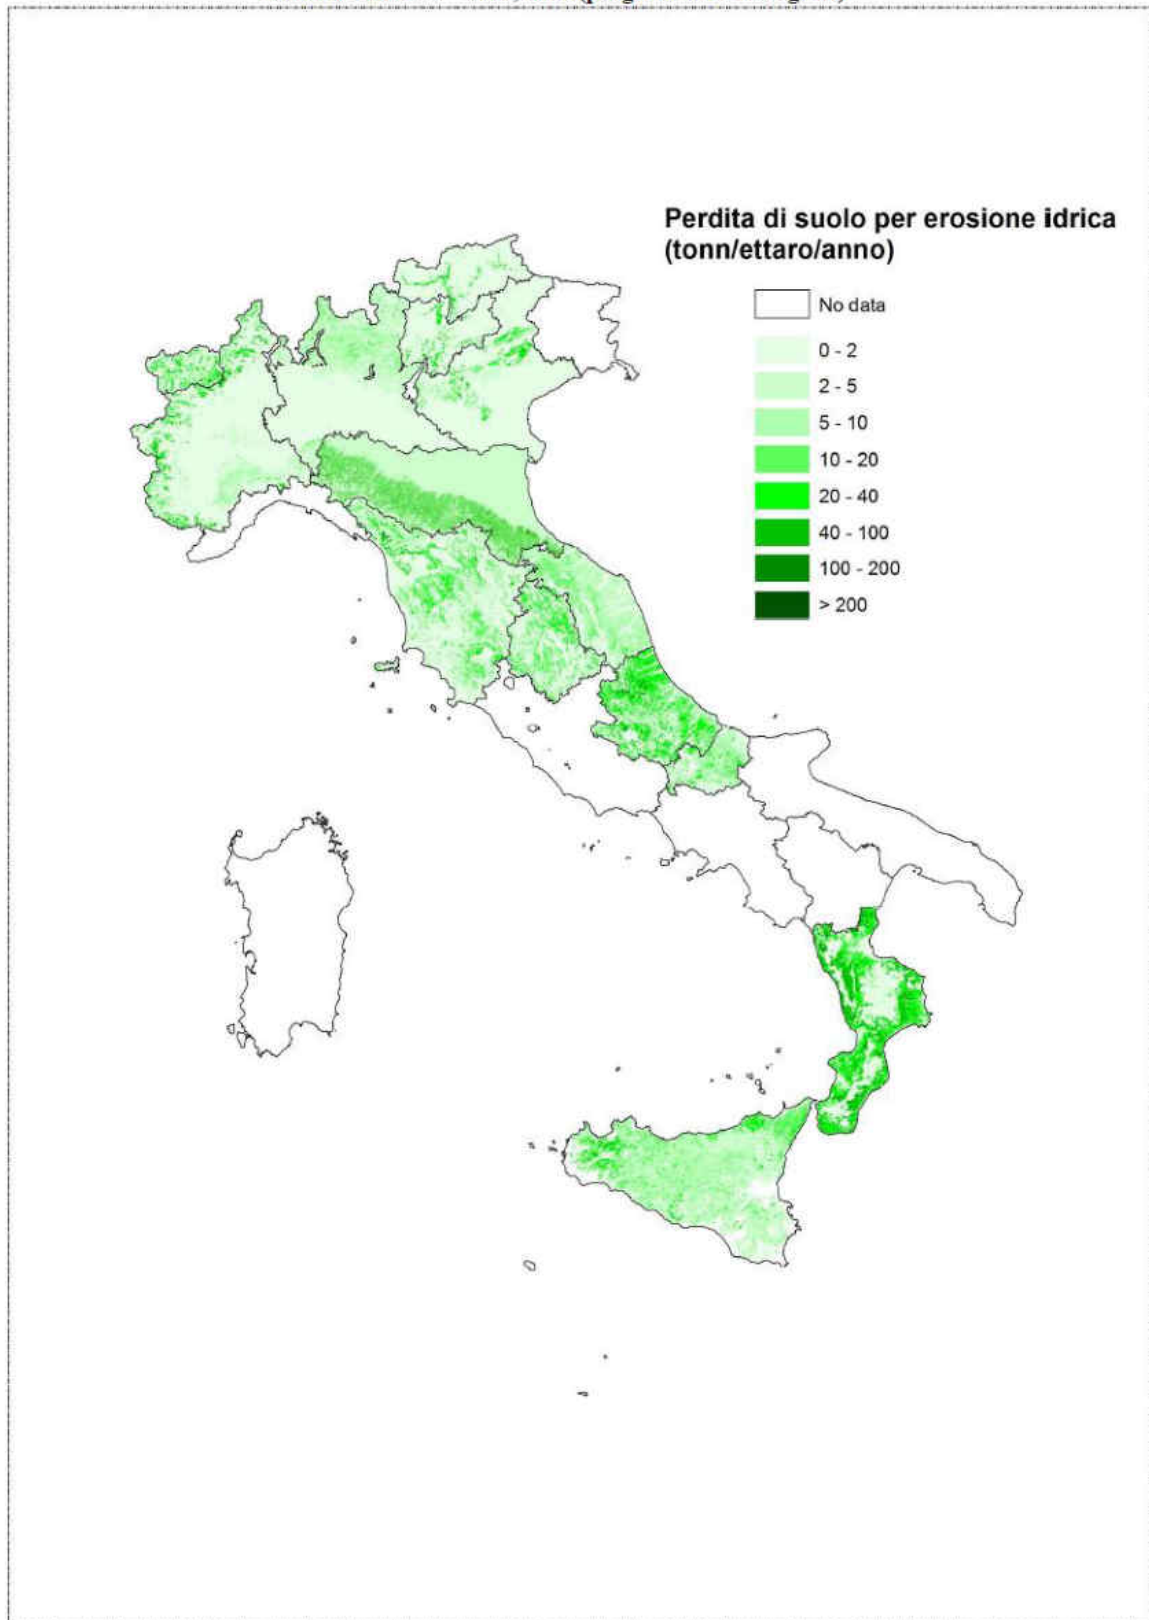 Perdita di suolo per erosione idrica
(tonn/ettaro/anno)
No data
0 - 2
2 - 5
5 - 10
10 - 20
20 - 40
40 - 100
100 - 200
> 200